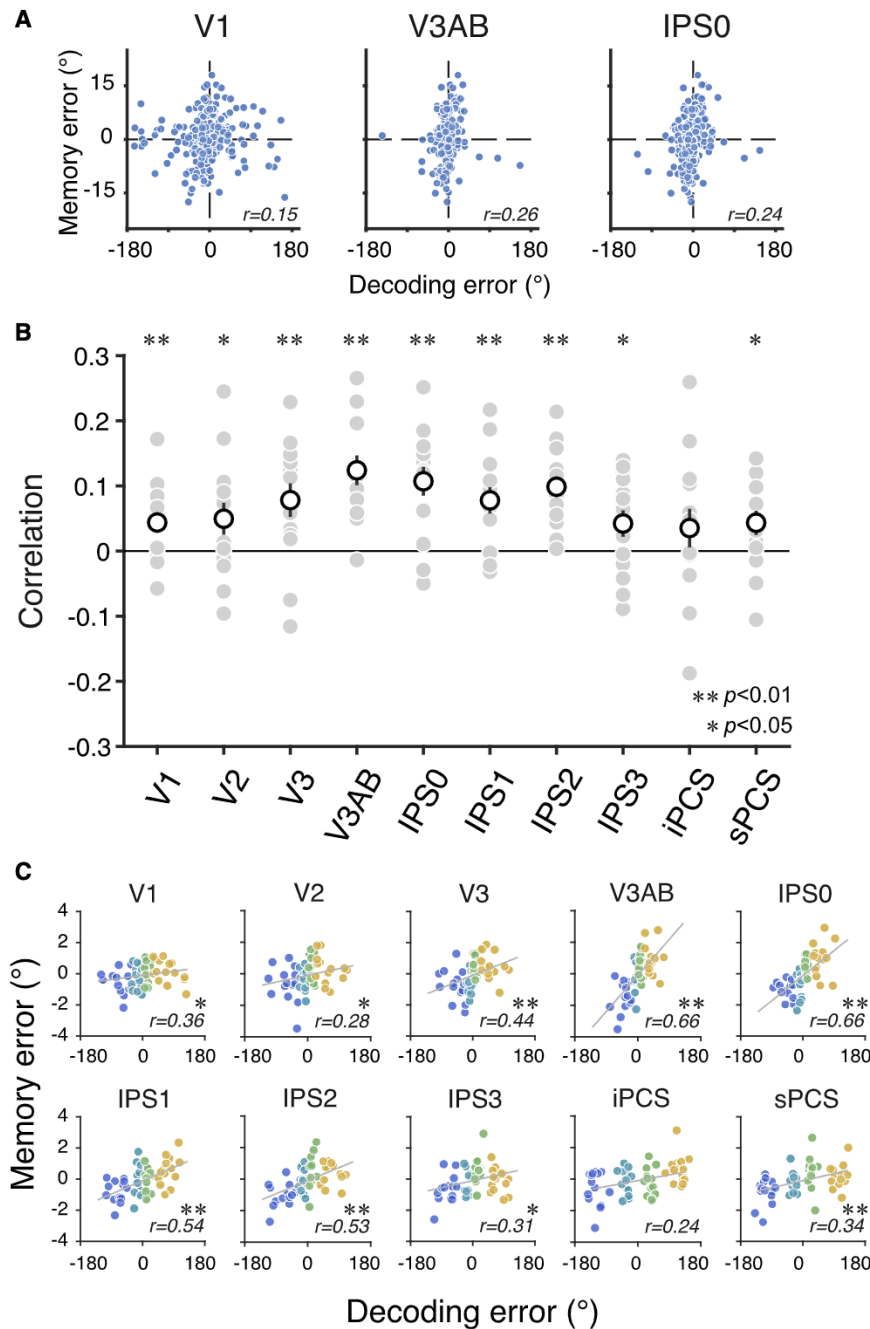 A
V1 V3AB IPS0
Memory error (°)
15
0
-15
r=0.15 r=0.26 r=0.24
-180 0 180 -180 0 180 -180 0 180
Decoding error (°)
B
** * ** ** ** ** ** * *
Correlation
0.3
0.2
0.1
0
-0.1
-0.2
-0.3
** p<0.01
* p<0.05
V1 V2 V3 V3AB IPS0 IPS1 IPS2 IPS3 iPCS sPCS
C
V1 V2 V3 V3AB IPS0
Memory error (°)
4
2
0
-2
-4
* * ** ** **
r=0.36 r=0.28 r=0.44 r=0.66 r=0.66
-180 0 180 -180 0 180 -180 0 180 -180 0 180 -180 0 180
IPS1 IPS2 IPS3 iPCS sPCS
4
2
0
-2
-4
** ** * **
r=0.54 r=0.53 r=0.31 r=0.24 r=0.34
-180 0 180 -180 0 180 -180 0 180 -180 0 180 -180 0 180
Decoding error (°)